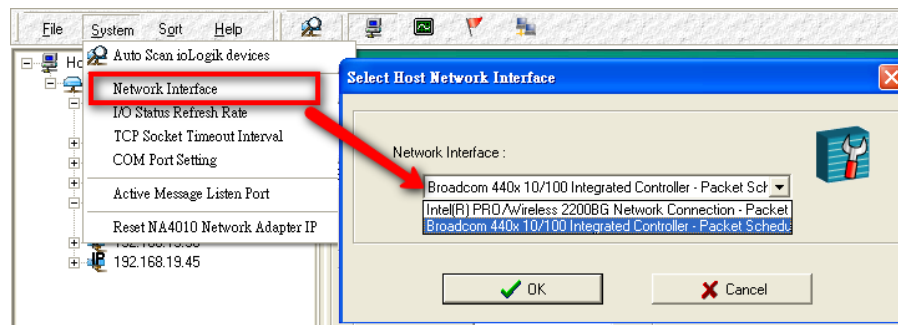 File System Sort Help
Ho
Auto Scan ioLogik devices
Network Interface
I/O Status Refresh Rate
TCP Socket Timeout Interval
COM Port Setting
Active Message Listen Port
Reset NA4010 Network Adapter IP
192.168.19.45
Select Host Network Interface
Network Interface :
Broadcom 440x 10/100 Integrated Controller - Packet Sch
Intel(R) PRO/Wireless 2200BG Network Connection - Packet
Broadcom 440x 10/100 Integrated Controller - Packet Schedu
OK
Cancel